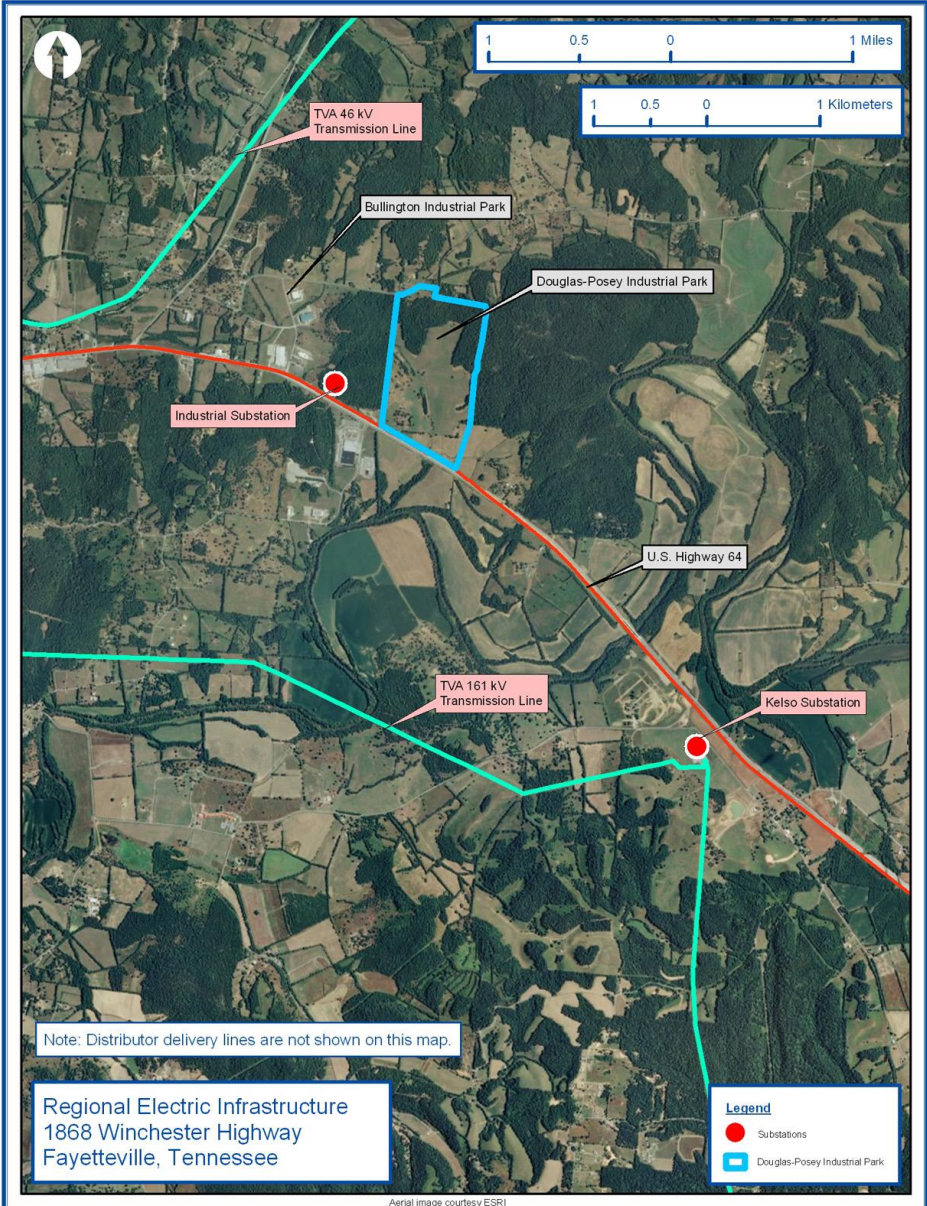 1 0.5 0 1 Miles
1 0.5 0 1 Kilometers
TVA 46 kV
Transmission Line
Bullington Industrial Park
Douglas-Posey Industrial Park
Industrial Substation
U.S. Highway 64
TVA 161 kV
Transmission Line
Kelso Substation
Note: Distributor delivery lines are not shown on this map.
Regional Electric Infrastructure
1868 Winchester Highway
Fayetteville, Tennessee
Legend
Substations
Douglas-Posey Industrial Park
Aerial image courtesy ESRI